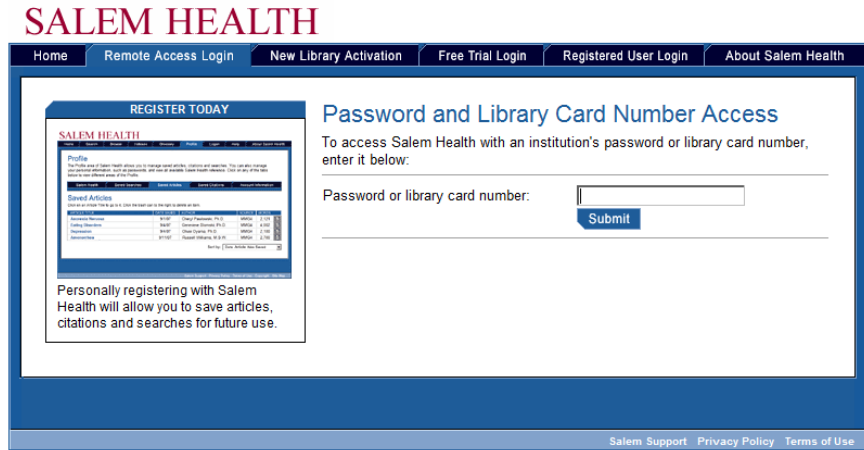 SALEM HEALTH
Home Remote Access Login New Library Activation Free Trial Login Registered User Login About Salem Health
REGISTER TODAY
SALEM HEALTH
Profile
Saved Articles
Personally registering with Salem
Health will allow you to save articles,
citations and searches for future use.
Password and Library Card Number Access
To access Salem Health with an institution's password or library card number,
enter it below:
Password or library card number:
Submit
Salem Support Privacy Policy Terms of Use